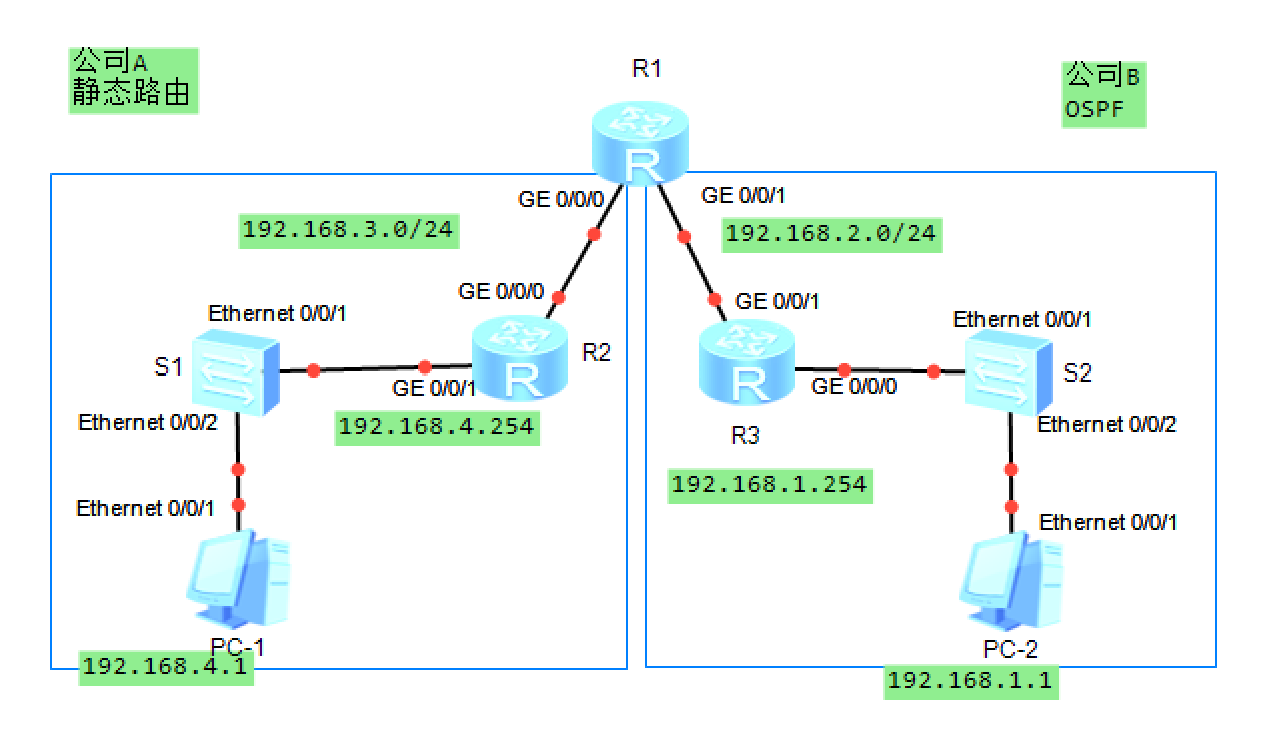 公司A
静态路由
R1
公司B
OSPF
GE 0/0/0
GE 0/0/1
192.168.3.0/24
192.168.2.0/24
GE 0/0/0
GE 0/0/1
Ethernet 0/0/1
Ethernet 0/0/1
S1
R2
S2
GE 0/0/1
GE 0/0/0
R
R
R
Ethernet 0/0/2
192.168.4.254
R3
Ethernet 0/0/2
192.168.1.254
Ethernet 0/0/1
Ethernet 0/0/1
PC-1
192.168.4.1
PC-2
192.168.1.1